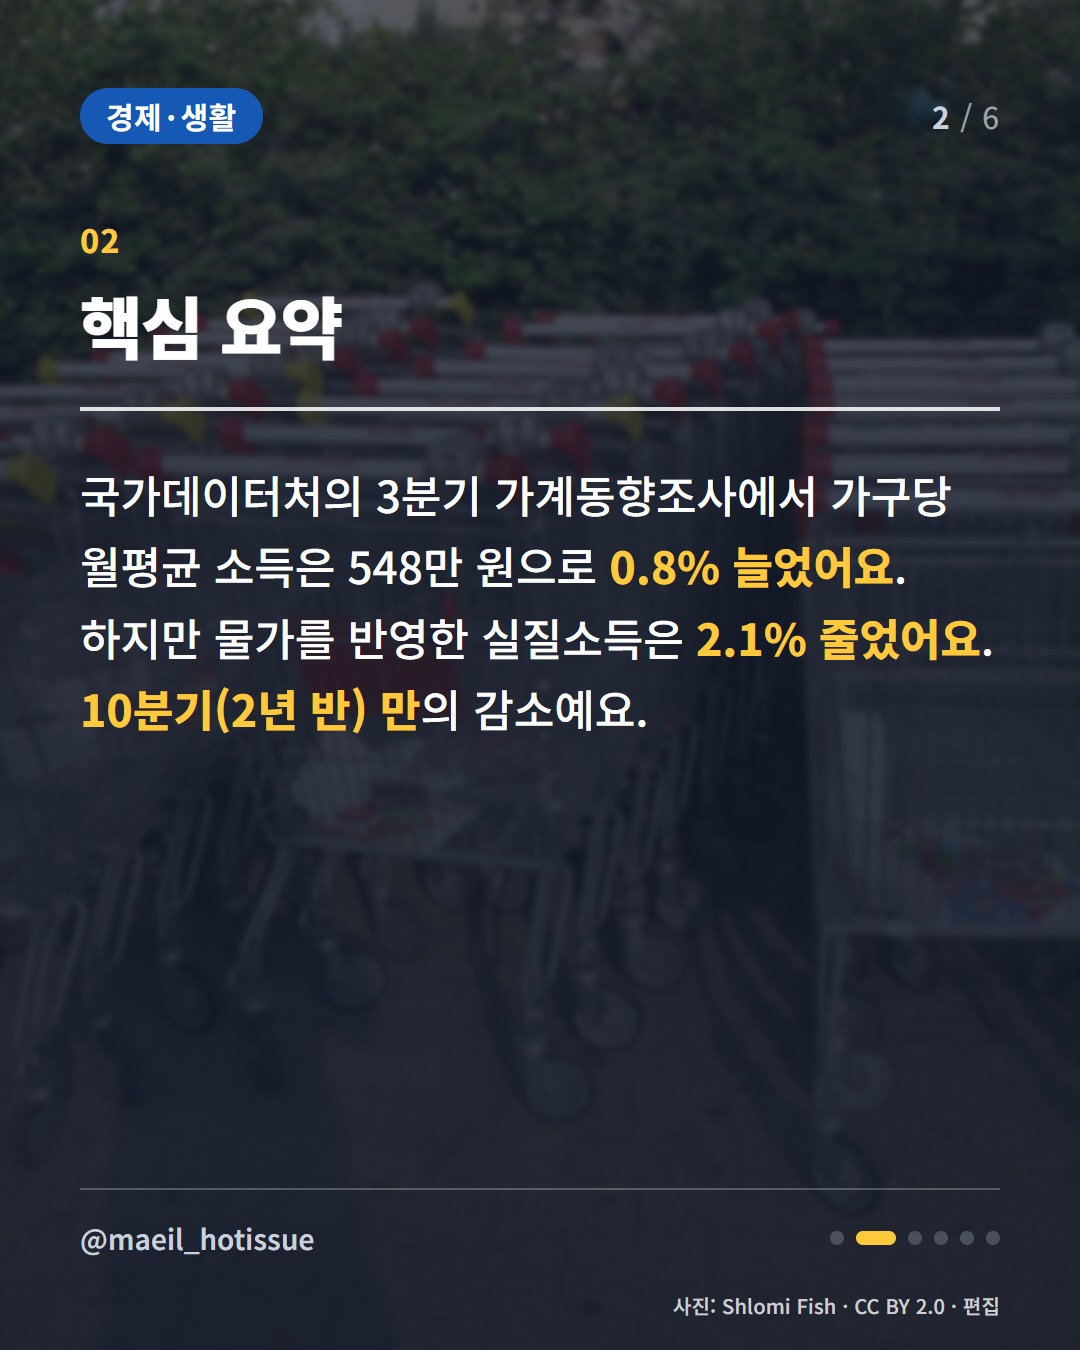 경제·생활
2 / 6
02
핵심 요약
국가데이터처의 3분기 가계동향조사에서 가구당
월평균 소득은 548만 원으로 0.8% 늘었어요.
하지만 물가를 반영한 실질소득은 2.1% 줄었어요.
10분기(2년 반) 만의 감소예요.
@maeil_hotissue
사진: Shlomi Fish · CC BY 2.0 · 편집